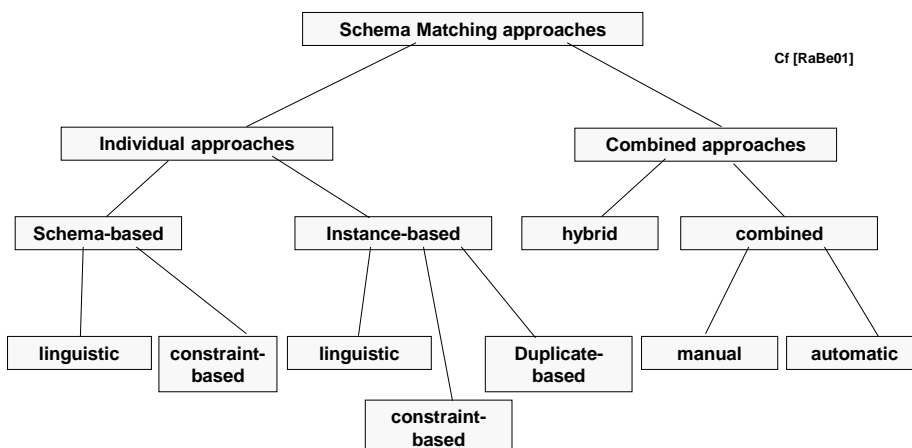 Schema Matching approaches
Cf [RaBe01]
Individual approaches
Combined approaches
Schema-based
Instance-based
hybrid
combined
linguistic
constraint-
based
linguistic
Duplicate-
based
manual
automatic
constraint-
based